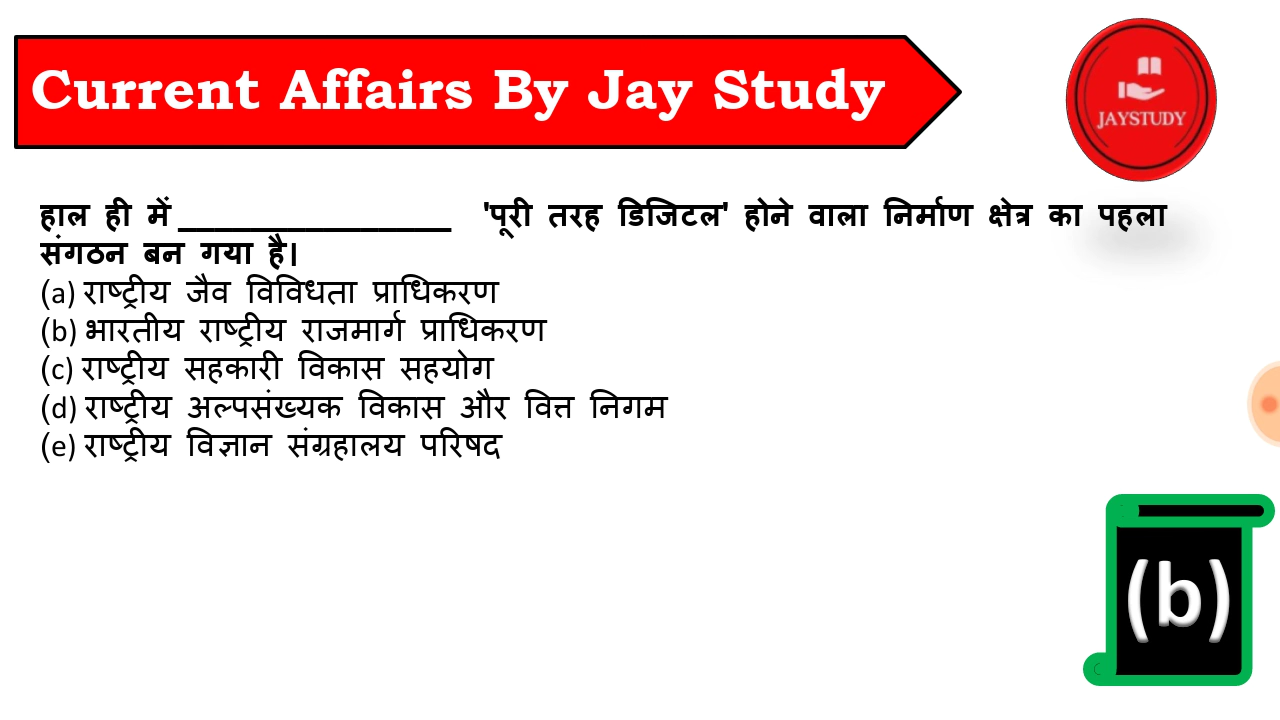 Current Affairs By Jay Study
JAYSTUDY
हाल ही में __________________ 'पूरी तरह डिजिटल' होने वाला निर्माण क्षेत्र का पहला
संगठन बन गया है।
(a) राष्ट्रीय जैव विविधता प्राधिकरण
(b) भारतीय राष्ट्रीय राजमार्ग प्राधिकरण
(c) राष्ट्रीय सहकारी विकास सहयोग
(d) राष्ट्रीय अल्पसंख्यक विकास और वित्त निगम
(e) राष्ट्रीय विज्ञान संग्रहालय परिषद
(b)